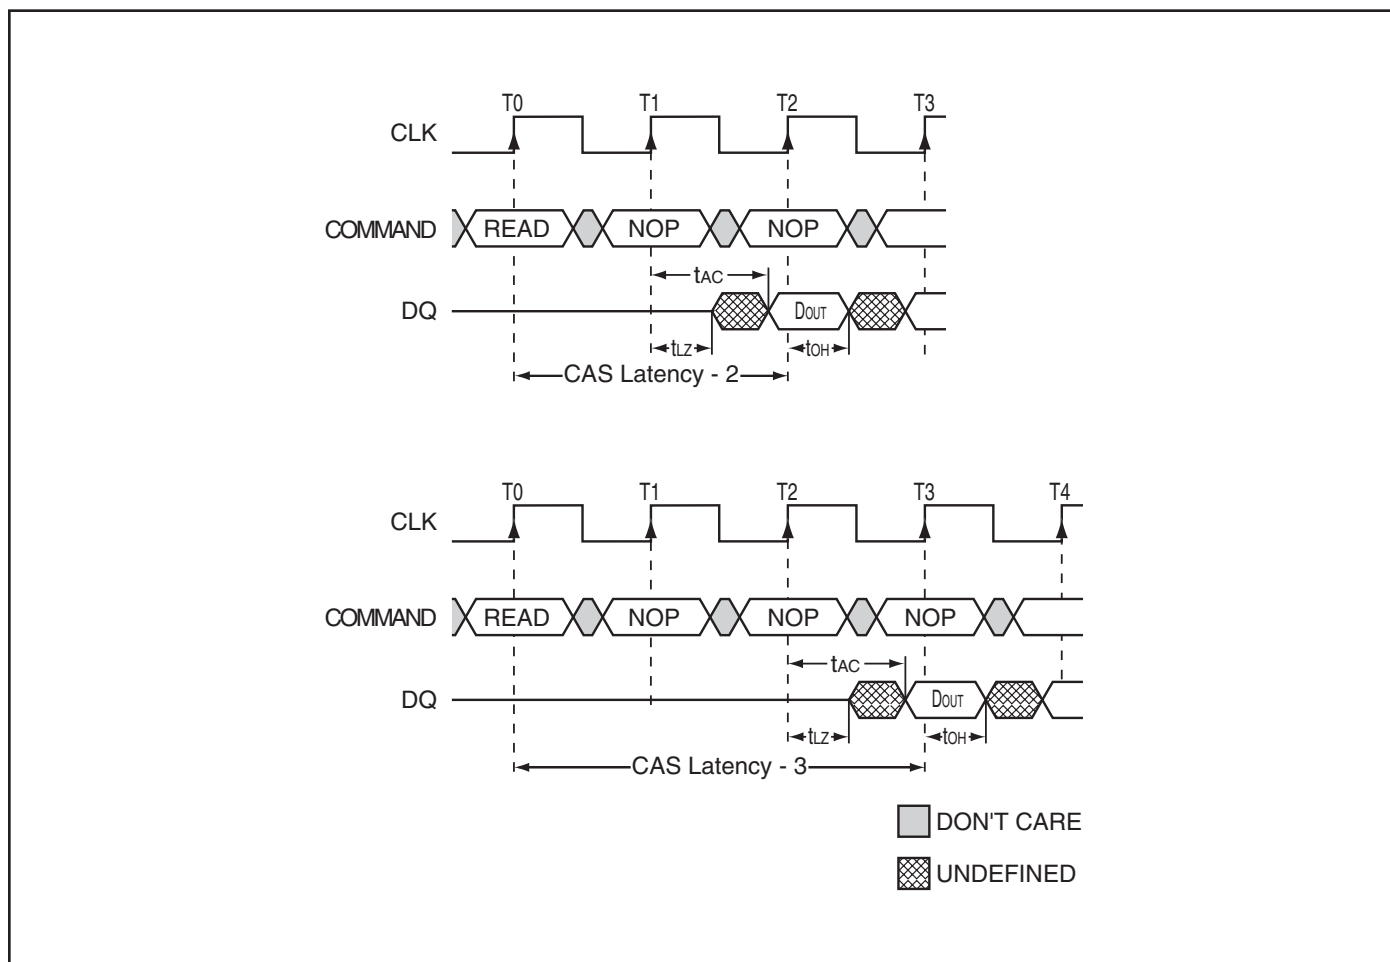 T0 T1 T2 T3
CLK
COMMAND READ NOP NOP
tAC
DQ DOUT
tLZ tOH
CAS Latency - 2
T0 T1 T2 T3 T4
CLK
COMMAND READ NOP NOP NOP
tAC
DQ DOUT
tLZ tOH
CAS Latency - 3
DON'T CARE
UNDEFINED